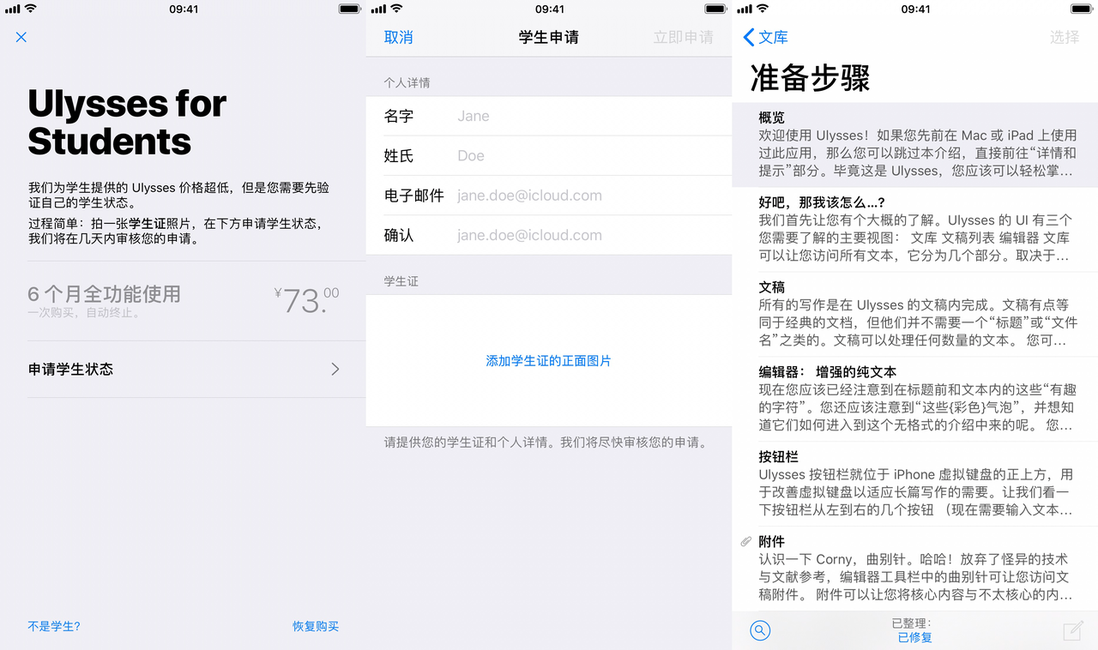 09:41
Ulysses for
Students
我们为学生提供的 Ulysses 价格超低，但是您需要先验
证自己的学生状态。
过程简单：拍一张学生证照片，在下方申请学生状态，
我们将在几天内审核您的申请。
6 个月全功能使用
一次购买，自动终止。
¥73.00
申请学生状态
不是学生?
恢复购买
09:41
取消
学生申请
立即申请
个人详情
名字 Jane
姓氏 Doe
电子邮件 jane.doe@icloud.com
确认 jane.doe@icloud.com
学生证
添加学生证的正面图片
请提供您的学生证和个人详情。我们将尽快审核您的申请。
09:41
文库
选择
准备步骤
概览
欢迎使用 Ulysses！如果您先前在 Mac 或 iPad 上使用
过此应用，那么您可以跳过本介绍，直接前往“详情和
提示”部分。毕竟这是 Ulysses，您应该可以轻松掌…
好吧，那我该怎么…?
我们首先让您有个大概的了解。Ulysses 的 UI 有三个
您需要了解的主要视图： 文库 文稿列表 编辑器 文库
可以让您访问所有文本，它分为几个部分。取决于…
文稿
所有的写作是在 Ulysses 的文稿内完成。文稿有点等
同于经典的文档，但他们并不需要一个“标题”或“文件
名”之类的。文稿可以处理任何数量的文本。 您可…
编辑器： 增强的纯文本
现在您应该已经注意到在标题前和文本内的这些“有趣
的字符”。您还应该注意到“这些{彩色}气泡”，并想知
道它们如何进入到这个无格式的介绍中来的呢。 您…
按钮栏
Ulysses 按钮栏就位于 iPhone 虚拟键盘的正上方，用
于改善虚拟键盘以适应长篇写作的需要。让我们看一
下按钮栏从左到右的几个按钮 （现在需要输入文本…
附件
认识一下 Corny，曲别针。哈哈！放弃了怪异的技术
与文献参考，编辑器工具栏中的曲别针可让您访问文
稿附件。 附件可以让您将核心内容与不太核心的内…
已整理：
已修复